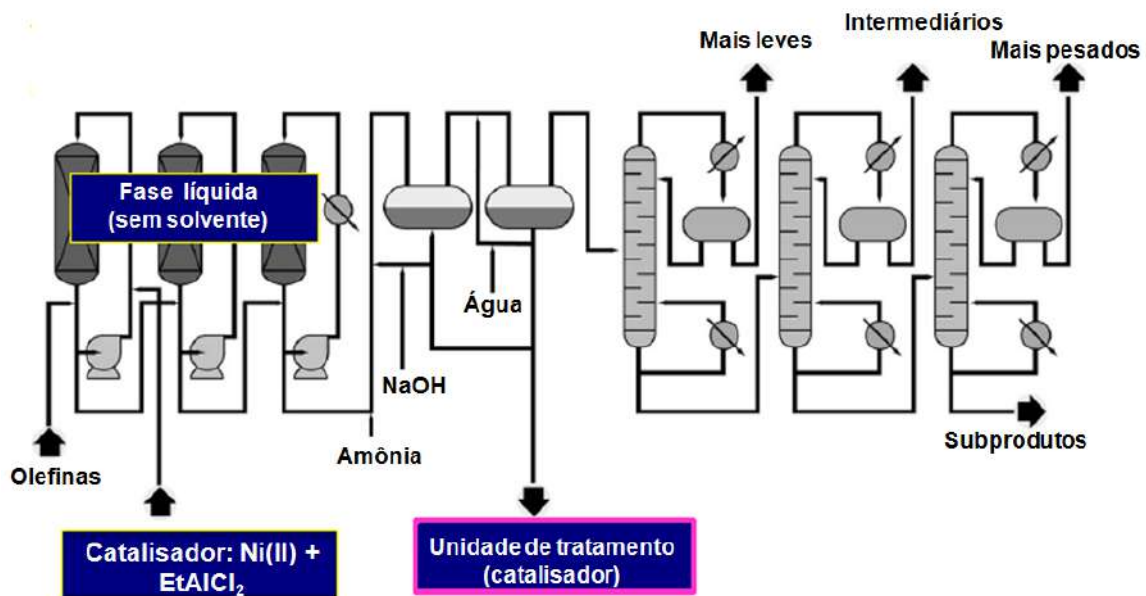 Mais leves
Intermediários
Mais pesados
Fase líquida
(sem solvente)
Água
NaOH
Amônia
Olefinas
Subprodutos
Catalisador: Ni(II) +
EtAlCl₂
Unidade de tratamento
(catalisador)